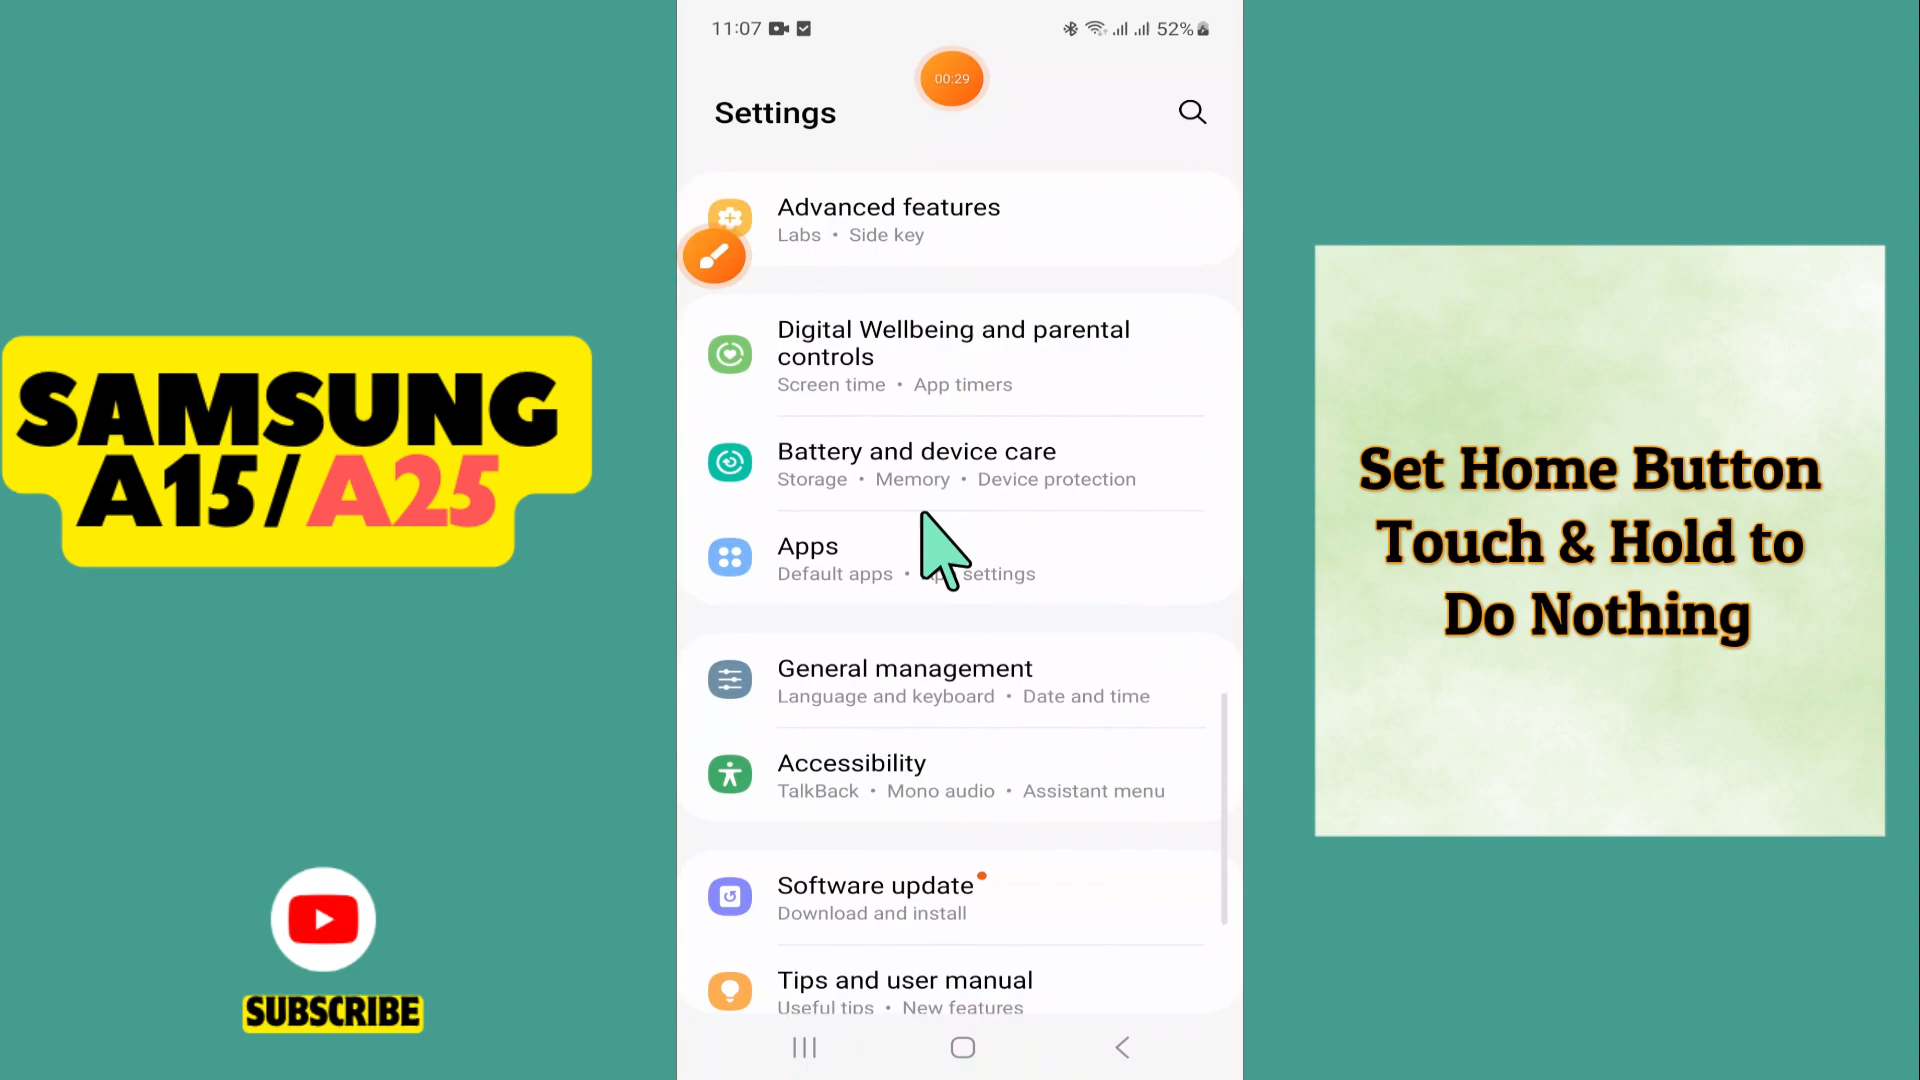 11:07
52%
00:29
Settings
Advanced features
Labs • Side key
Digital Wellbeing and parental
controls
Screen time • App timers
Battery and device care
Storage • Memory • Device protection
Apps
Default apps • settings
General management
Language and keyboard • Date and time
Accessibility
TalkBack • Mono audio • Assistant menu
Software update
Download and install
Tips and user manual
Useful tips • New features
SAMSUNG
A15/A25
SUBSCRIBE
Set Home Button
Touch & Hold to
Do Nothing